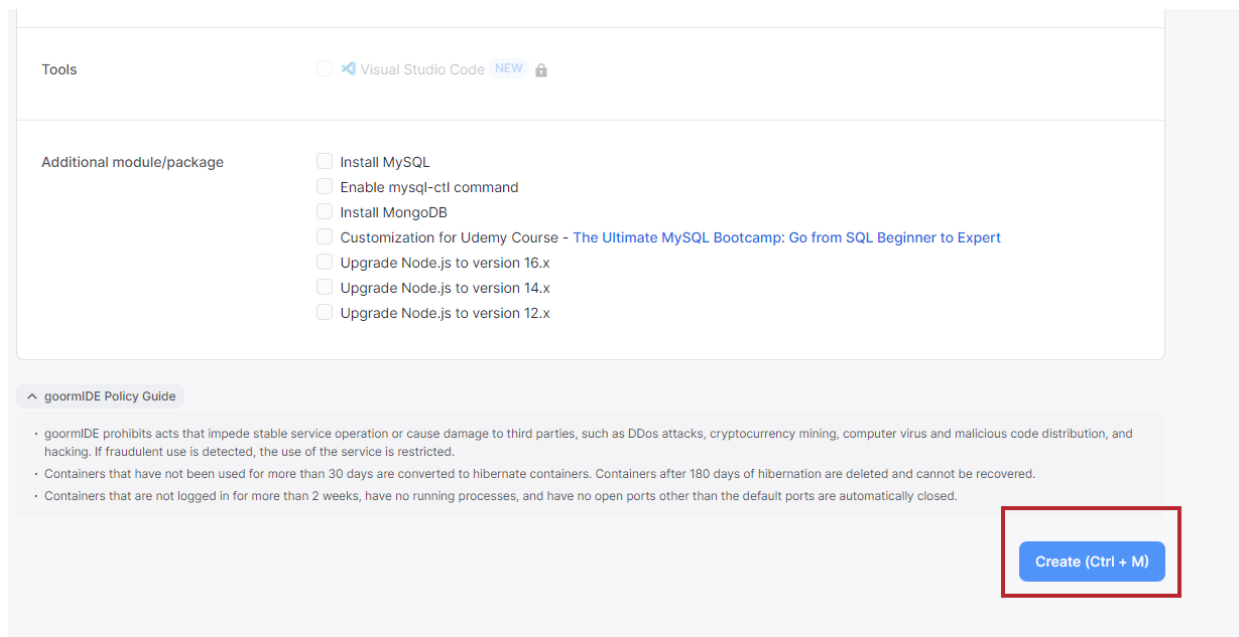 Tools
Visual Studio Code NEW
Additional module/package
Install MySQL
Enable mysql-ctl command
Install MongoDB
Customization for Udemy Course - The Ultimate MySQL Bootcamp: Go from SQL Beginner to Expert
Upgrade Node.js to version 16.x
Upgrade Node.js to version 14.x
Upgrade Node.js to version 12.x
goormIDE Policy Guide
· goormIDE prohibits acts that impede stable service operation or cause damage to third parties, such as DDos attacks, cryptocurrency mining, computer virus and malicious code distribution, and
hacking. If fraudulent use is detected, the use of the service is restricted.
· Containers that have not been used for more than 30 days are converted to hibernate containers. Containers after 180 days of hibernation are deleted and cannot be recovered.
· Containers that are not logged in for more than 2 weeks, have no running processes, and have no open ports other than the default ports are automatically closed.
Create (Ctrl + M)